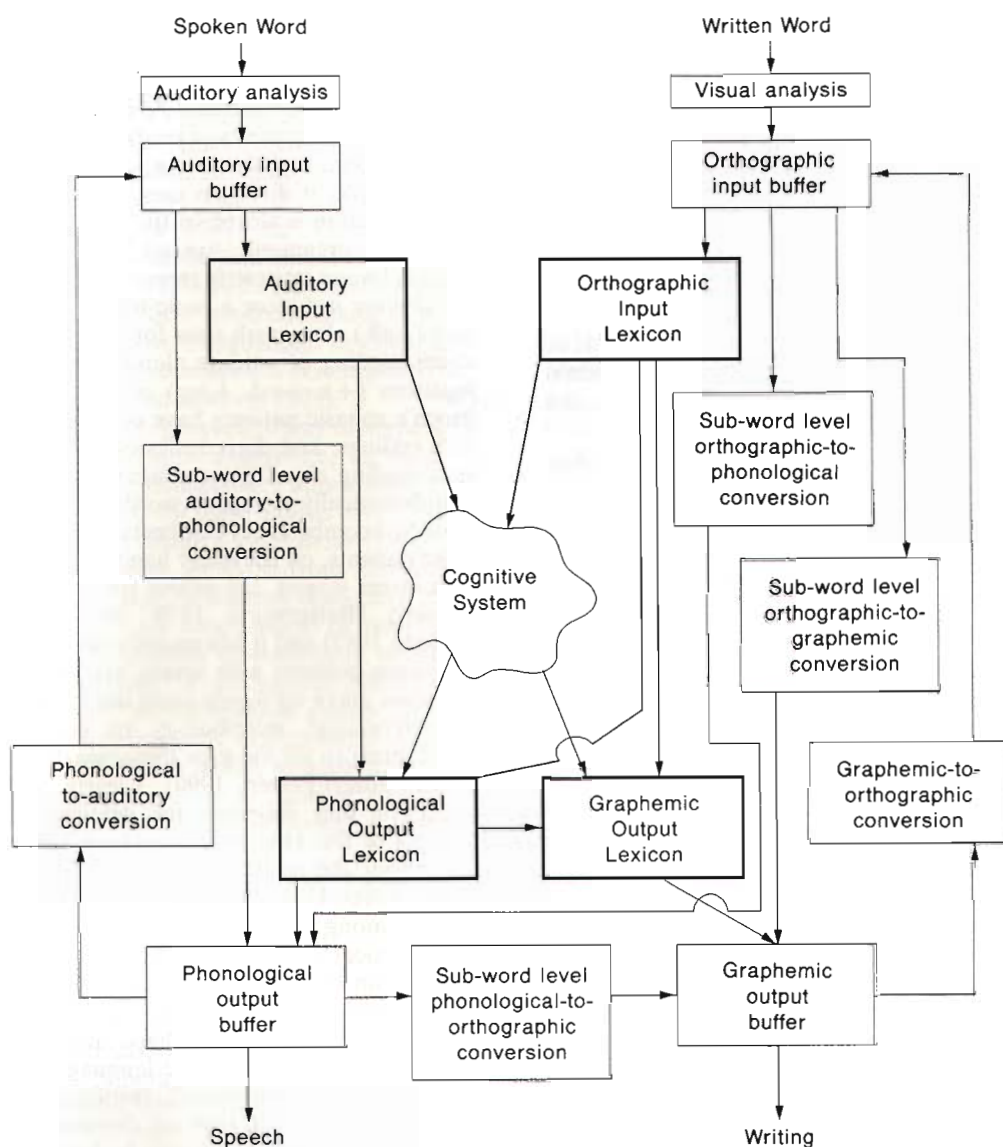 Spoken Word
Written Word
Auditory analysis
Visual analysis
Auditory input
buffer
Orthographic
input buffer
Auditory
Input
Lexicon
Orthographic
Input
Lexicon
Sub-word level
auditory-to-
phonological
conversion
Sub-word level
orthographic-to-
phonological
conversion
Cognitive
System
Sub-word level
orthographic-to-
graphemic
conversion
Phonological
to-auditory
conversion
Phonological
Output
Lexicon
Graphemic
Output
Lexicon
Graphemic-to-
orthographic
conversion
Phonological
output
buffer
Sub-word level
phonological-to-
orthographic
conversion
Graphemic
output
buffer
Speech
Writing